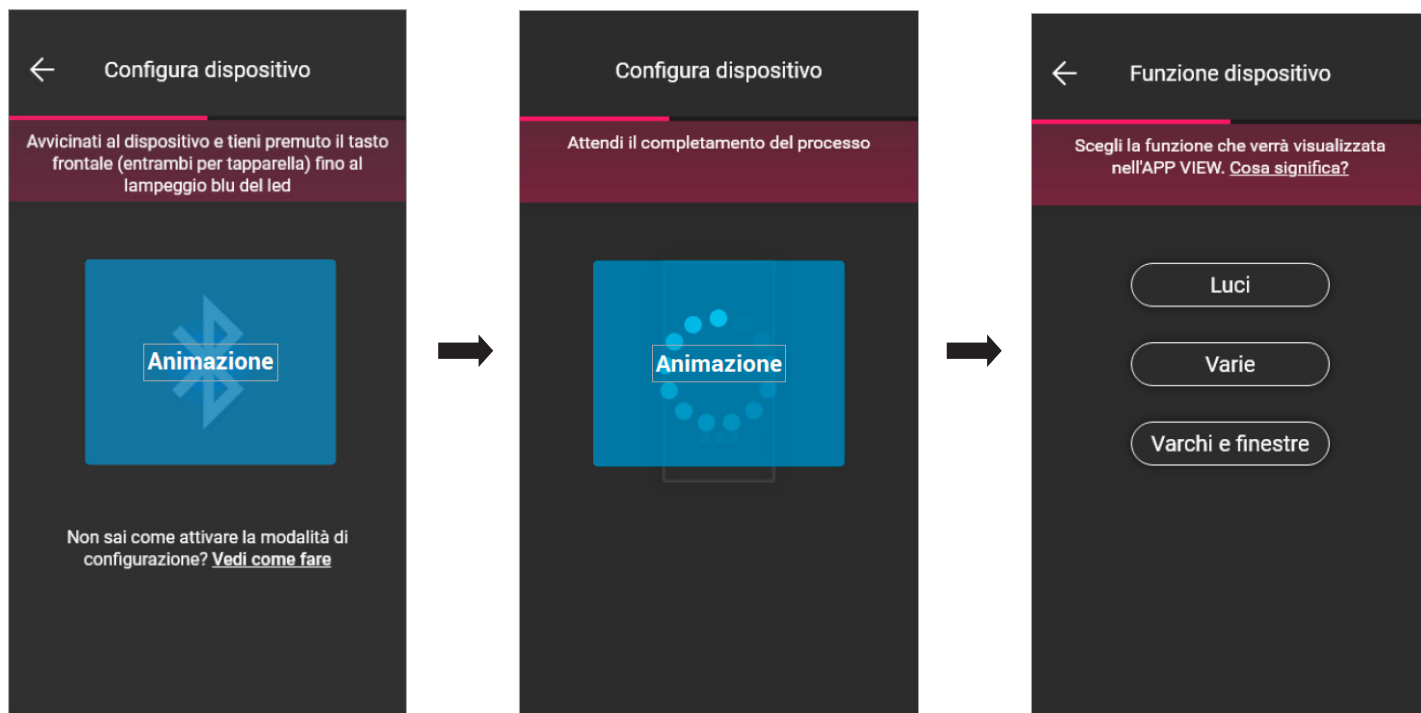 Configura dispositivo
Avvicinati al dispositivo e tieni premuto il tasto
frontale (entrambi per tapparella) fino al
lampeggio blu del led
Animazione
Non sai come attivare la modalità di
configurazione? Vedi come fare
Configura dispositivo
Attendi il completamento del processo
Animazione
Funzione dispositivo
Scegli la funzione che verrà visualizzata
nell'APP VIEW. Cosa significa?
Luci
Varie
Varchi e finestre